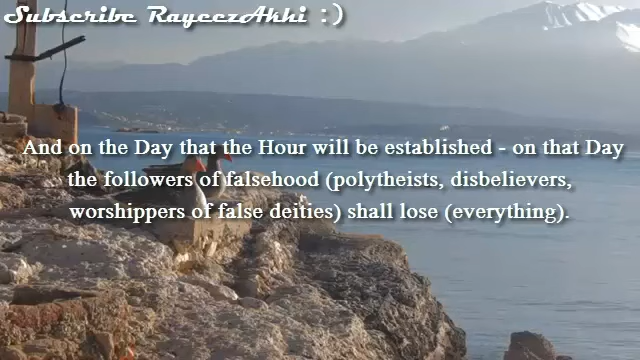 Subscribe RayeezAkhi :)
And on the Day that the Hour will be established - on that Day
the followers of falsehood (polytheists, disbelievers,
worshippers of false deities) shall lose (everything).